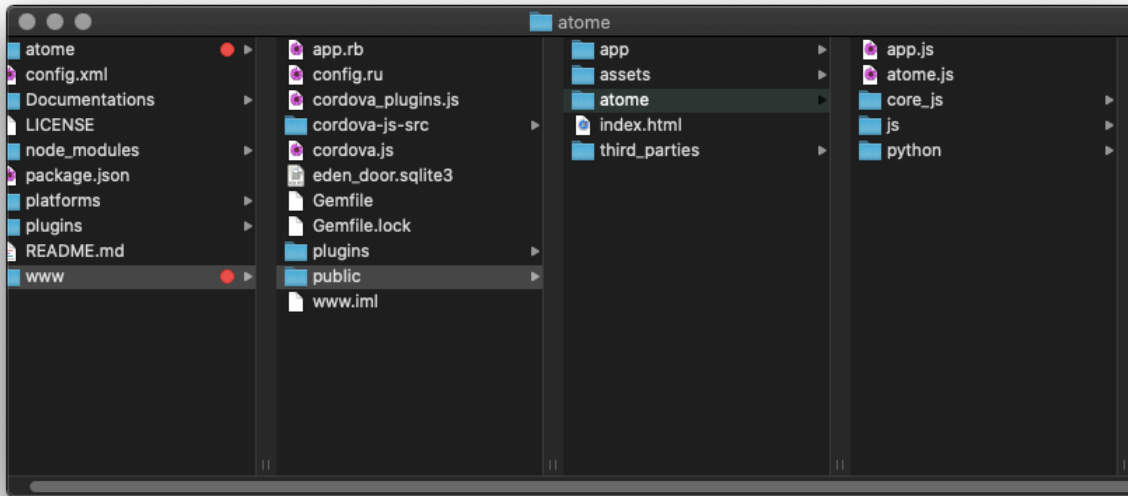 atome
atome
config.xml
Documentations
LICENSE
node_modules
package.json
platforms
plugins
README.md
www
app.rb
config.ru
cordova_plugins.js
cordova-js-src
cordova.js
eden_door.sqlite3
Gemfile
Gemfile.lock
plugins
public
www.iml
app
assets
atome
index.html
third_parties
app.js
atome.js
core_js
js
python